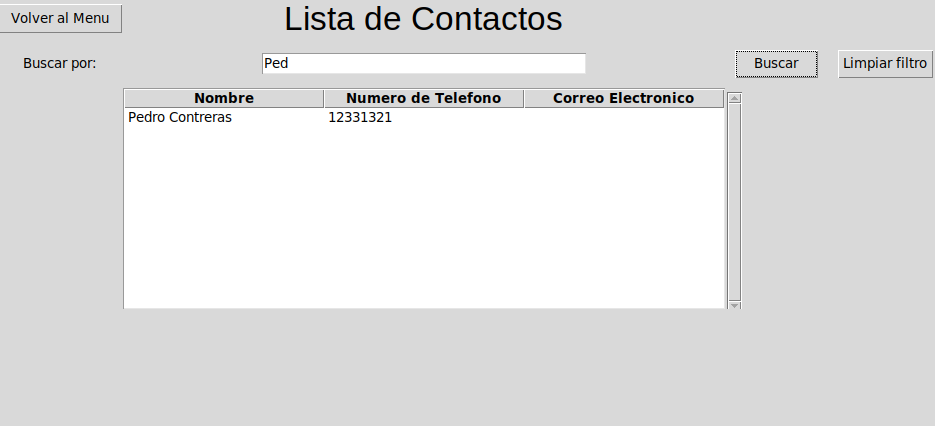 Volver al Menu
Lista de Contactos
Buscar por:
Ped
Buscar
Limpiar filtro
Nombre Numero de Telefono Correo Electronico
Pedro Contreras 12331321